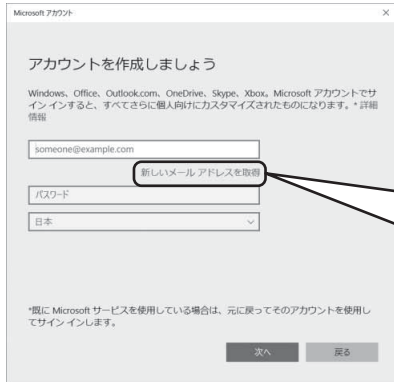 Microsoft アカウント
アカウントを作成しましょう
Windows、Office、Outlook.com、OneDrive、Skype、Xbox。Microsoft アカウントでサ
イン インすると、すべてさらに個人向けにカスタマイズされたものになります。* 詳細
情報
someone@example.com
新しいメール アドレスを取得
パスワード
日本
*既に Microsoft サービスを使用している場合は、元に戻ってそのアカウントを使用し
てサイン インします。
次へ 戻る